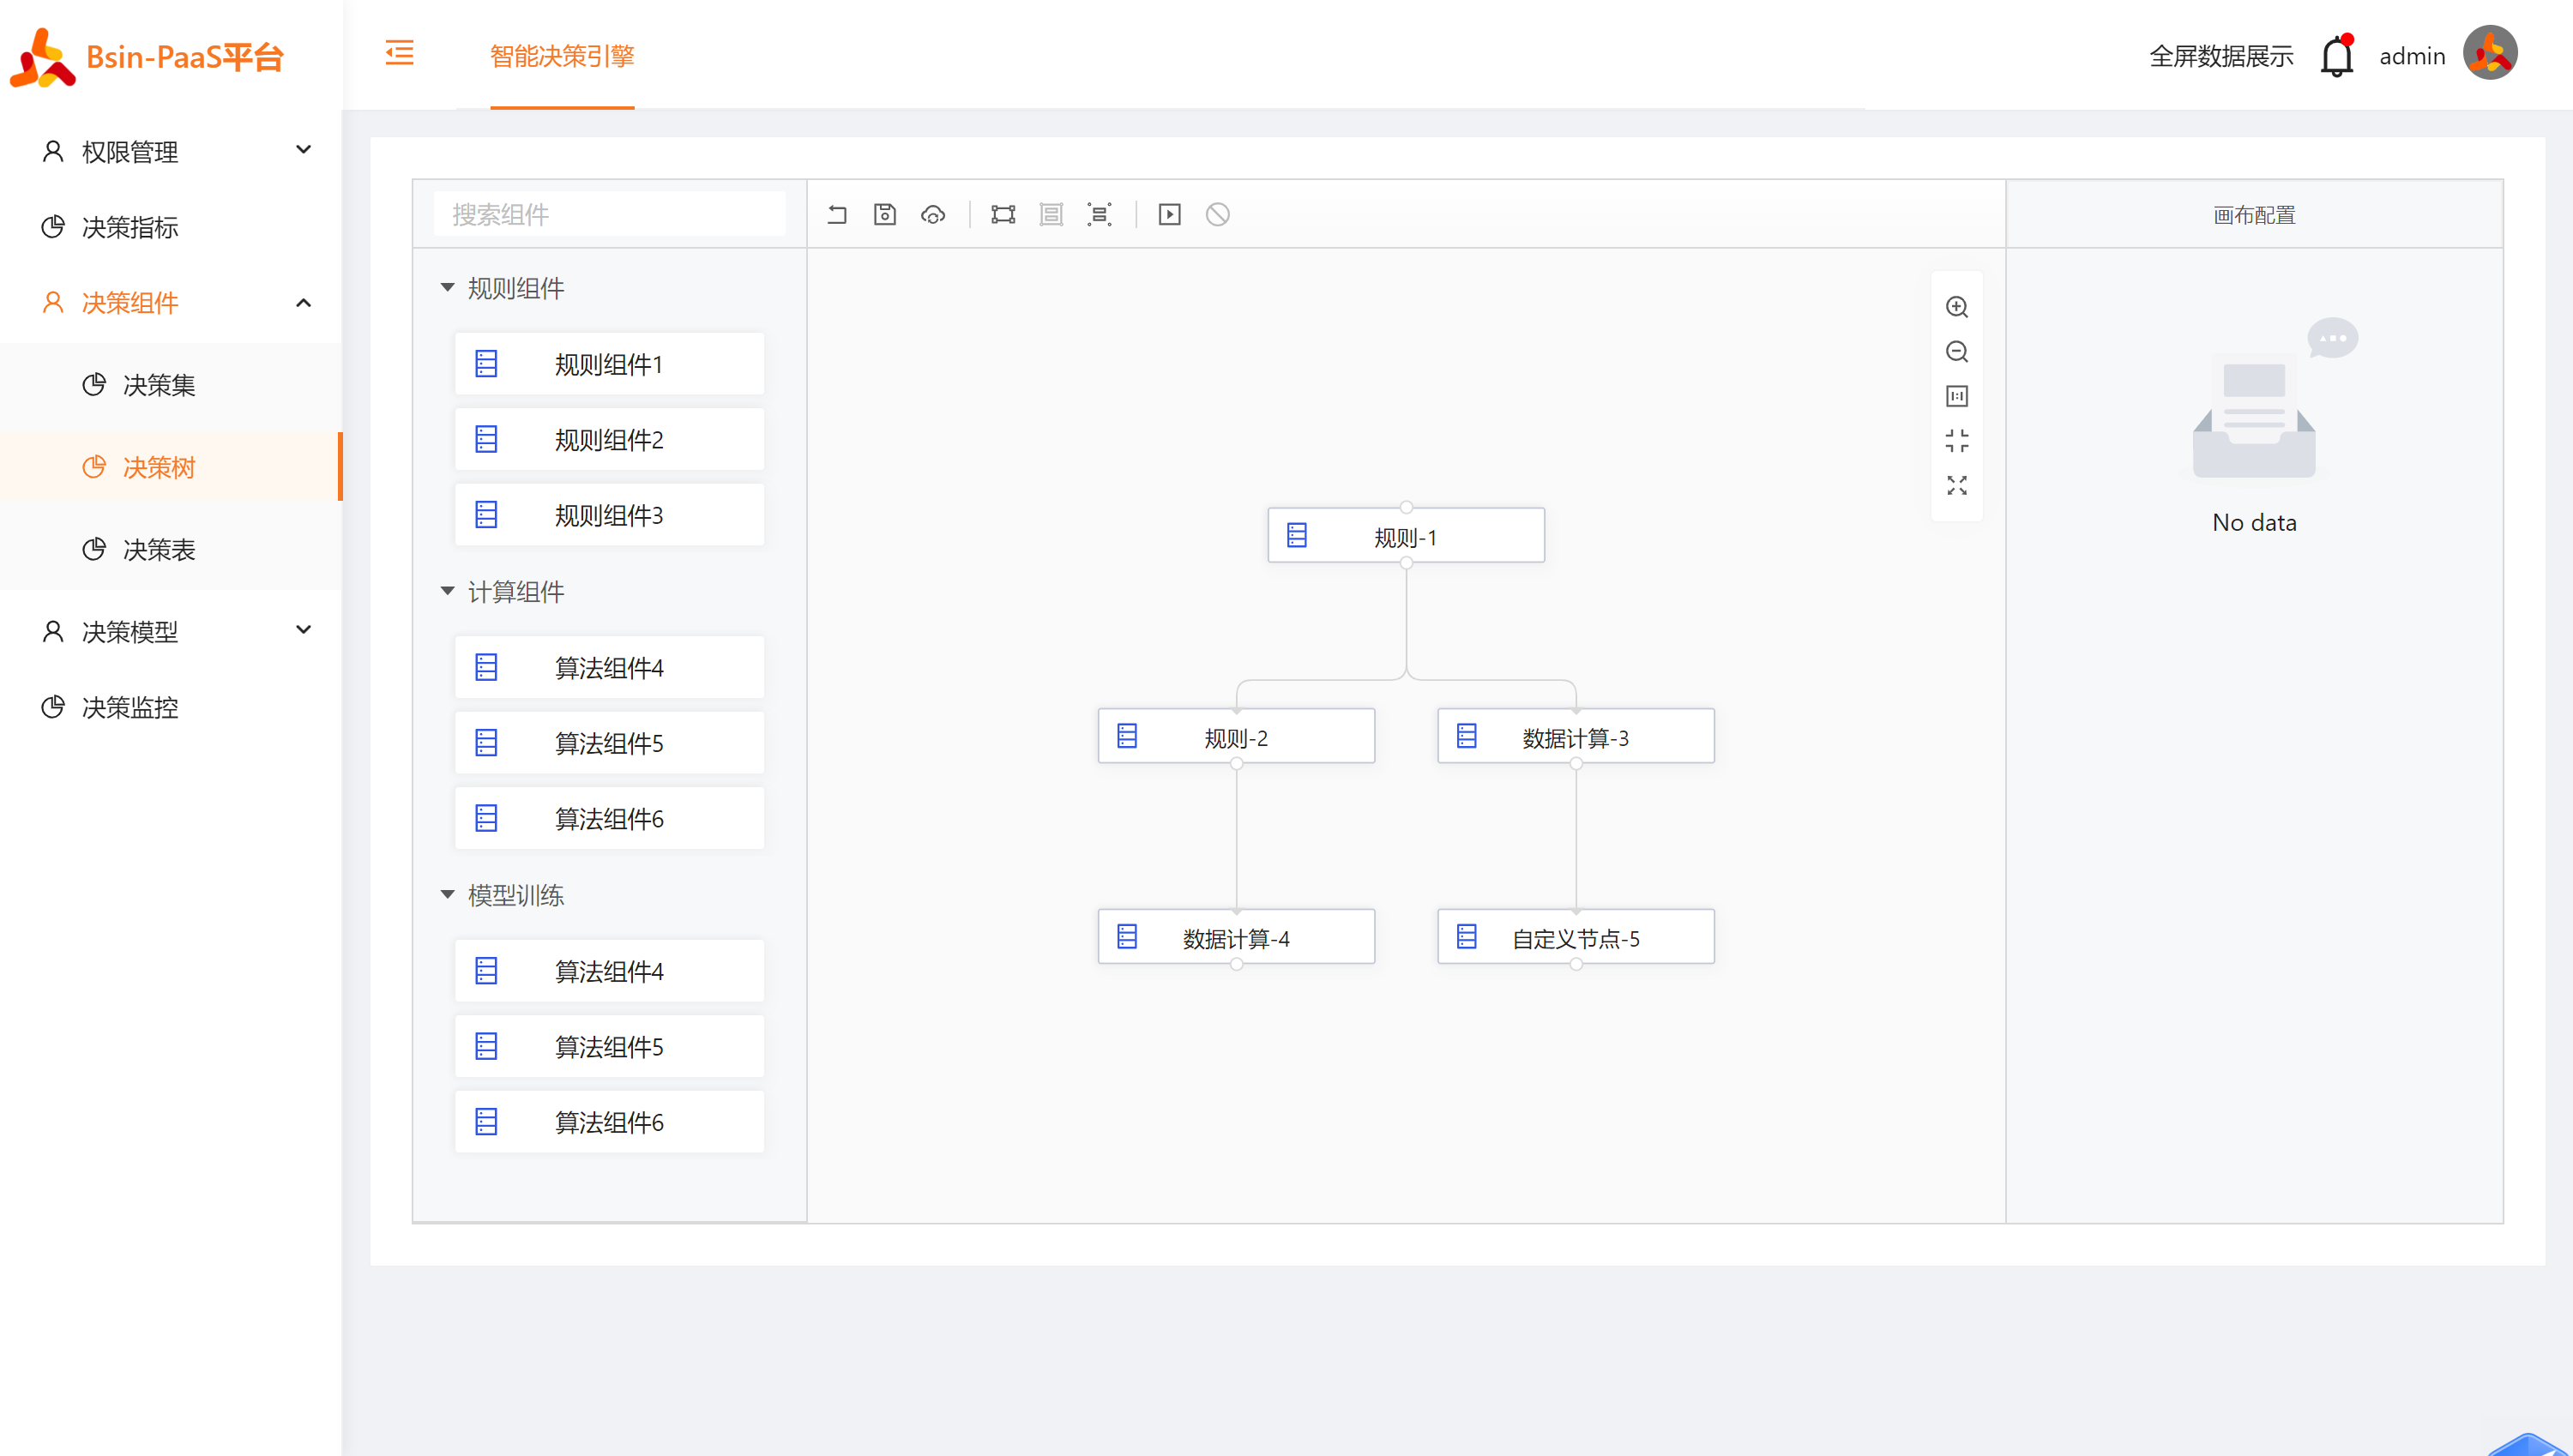 Bsin-PaaS平台
智能决策引擎
全屏数据展示
admin
权限管理
决策指标
决策组件
决策集
决策树
决策表
决策模型
决策监控
搜索组件
规则组件
规则组件1
规则组件2
规则组件3
计算组件
算法组件4
算法组件5
算法组件6
模型训练
算法组件4
算法组件5
算法组件6
规则-1
规则-2
数据计算-3
数据计算-4
自定义节点-5
画布配置
No data